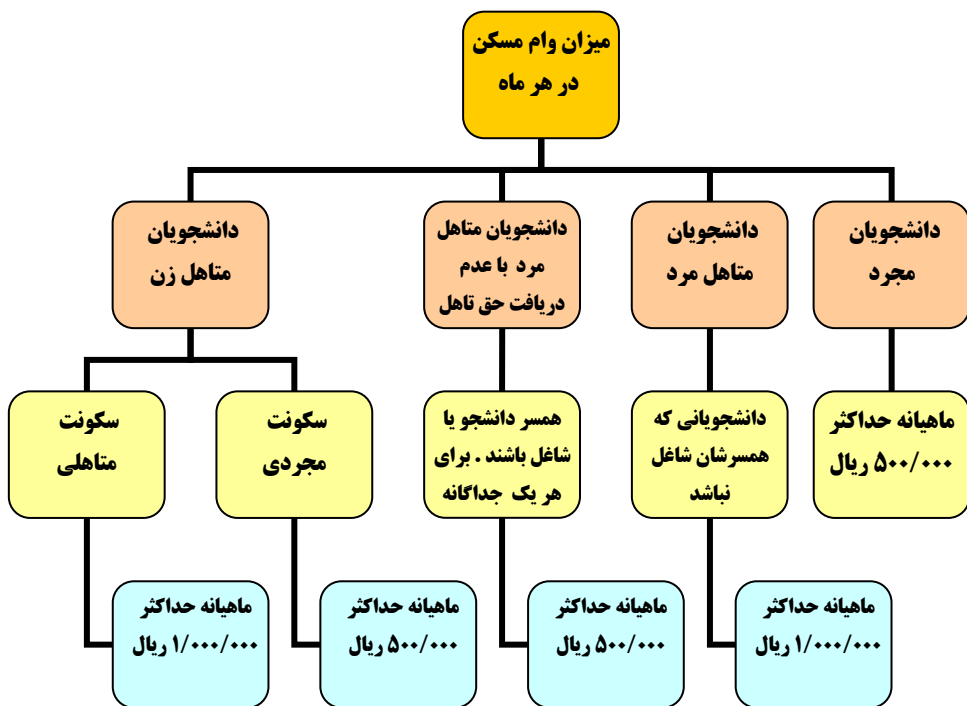 میزان وام مسکن
در هر ماه
دانشجویان
مجرد
دانشجویان
متاهل مرد
دانشجویان متاهل
مرد با عدم
دریافت حق تاهل
دانشجویان
متاهل زن
ماهیانه حداکثر
۵۰۰/۰۰۰ ریال
دانشجویانی که
همسرشان شاغل
نباشد
همسر دانشجو یا
شاغل باشند . برای
هر یک جداگانه
سکونت
مجردی
سکونت
متاهلی
ماهیانه حداکثر
۱/۰۰۰/۰۰۰ ریال
ماهیانه حداکثر
۵۰۰/۰۰۰ ریال
ماهیانه حداکثر
۵۰۰/۰۰۰ ریال
ماهیانه حداکثر
۱/۰۰۰/۰۰۰ ریال